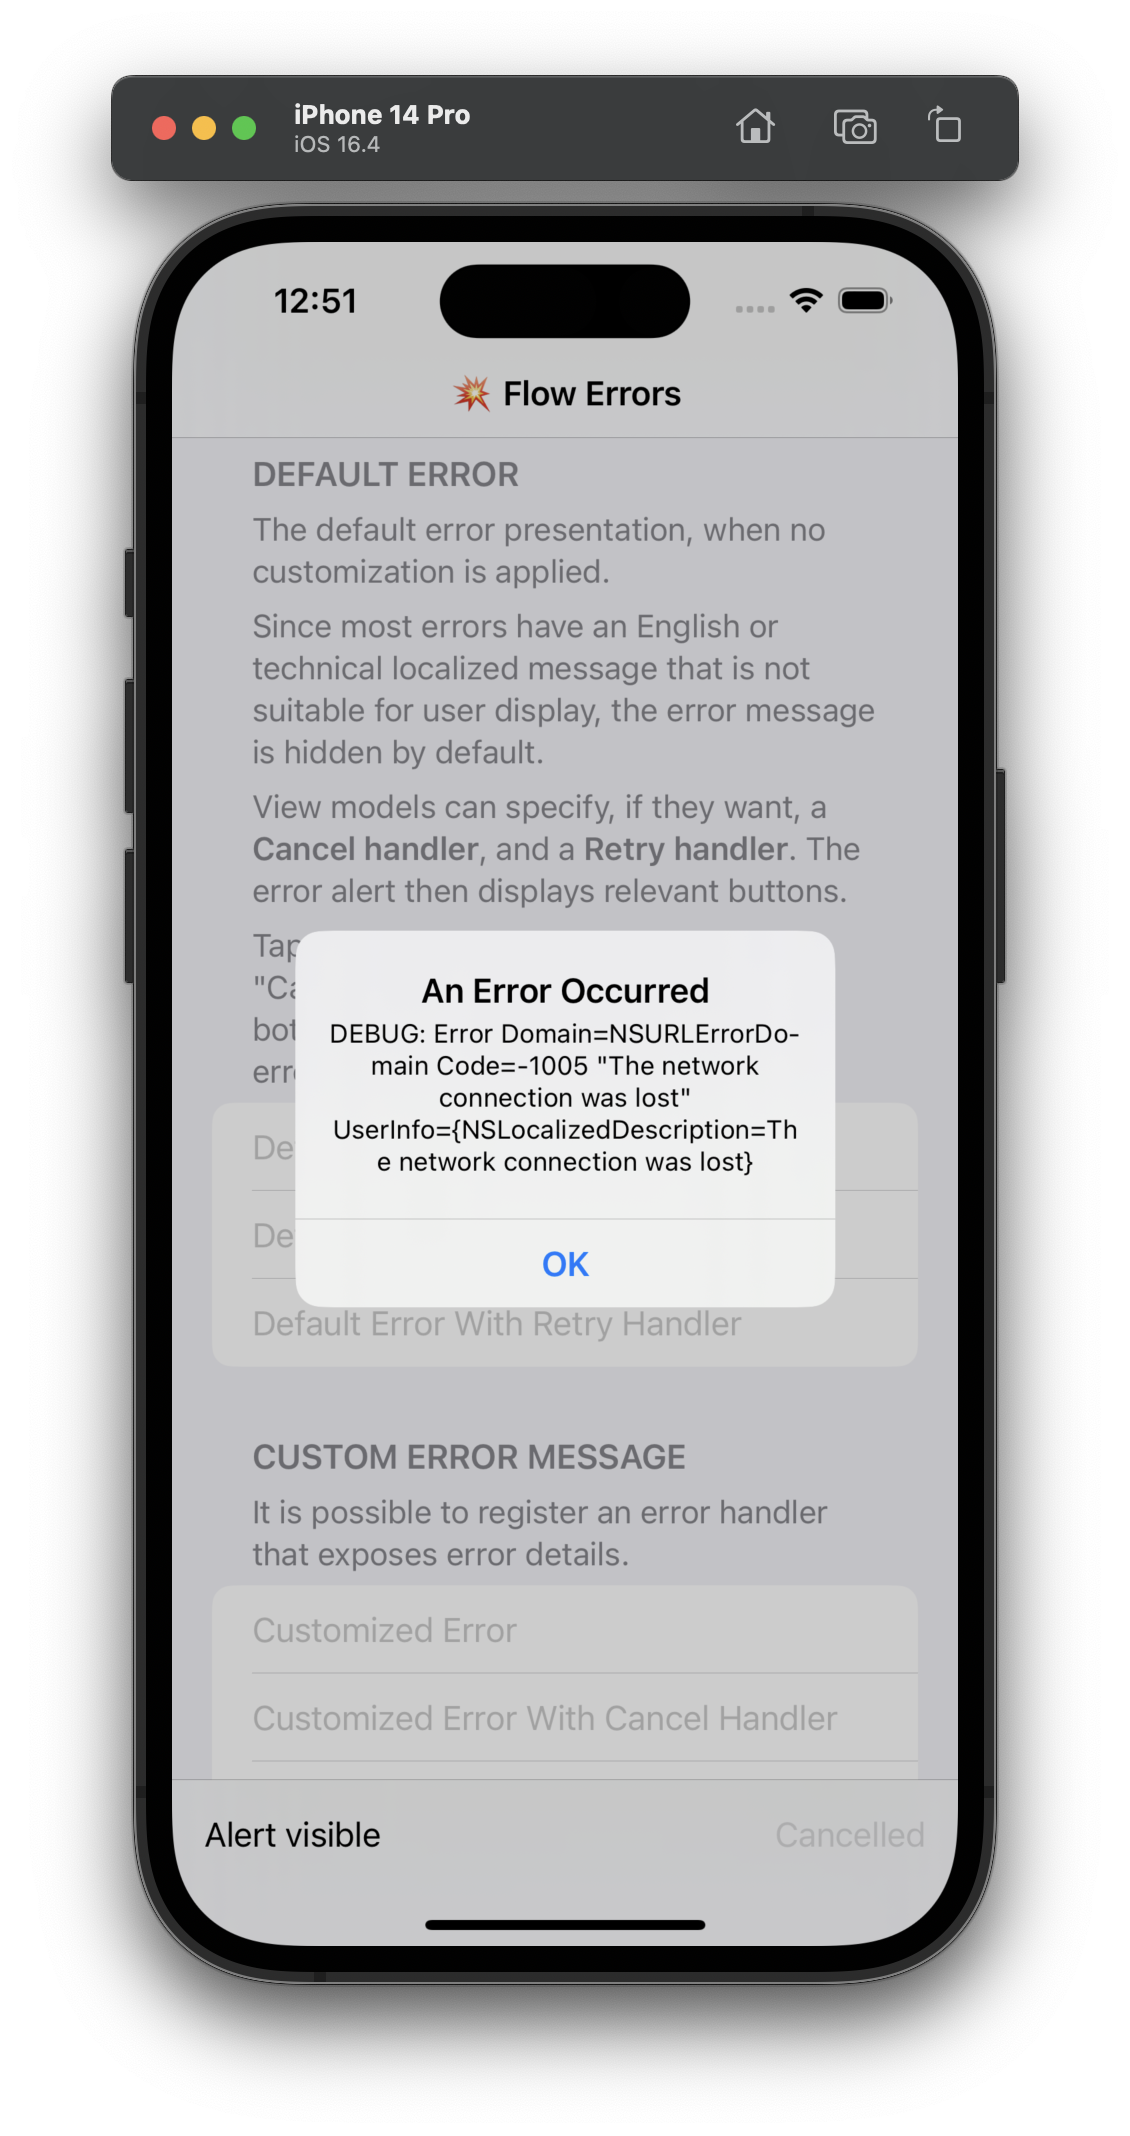 iPhone 14 Pro
iOS 16.4
12:51
💥 Flow Errors
DEFAULT ERROR
The default error presentation, when no
customization is applied.
Since most errors have an English or
technical localized message that is not
suitable for user display, the error message
is hidden by default.
View models can specify, if they want, a
Cancel handler, and a Retry handler. The
error alert then displays relevant buttons.
An Error Occurred
DEBUG: Error Domain=NSURLErrorDo-
main Code=-1005 "The network
connection was lost"
UserInfo={NSLocalizedDescription=Th
e network connection was lost}
OK
Default Error With Retry Handler
CUSTOM ERROR MESSAGE
It is possible to register an error handler
that exposes error details.
Customized Error
Customized Error With Cancel Handler
Alert visible
Cancelled